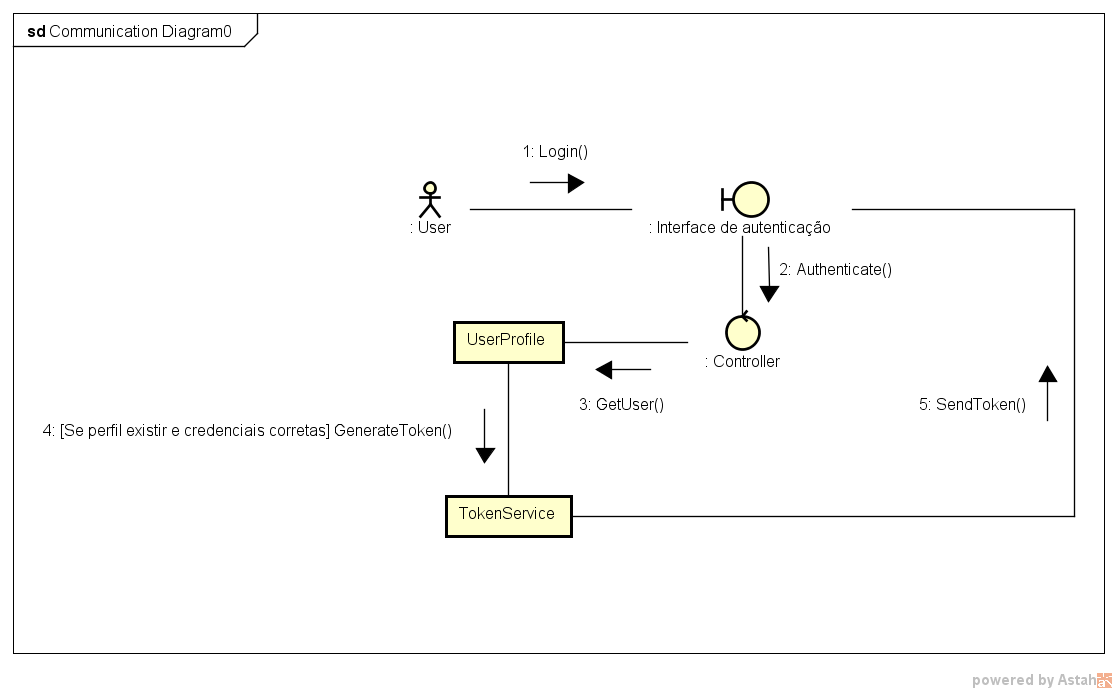 sd Communication Diagram0
1: Login()
: User
: Interface de autenticação
2: Authenticate()
UserProfile
: Controller
3: GetUser()
5: SendToken()
4: [Se perfil existir e credenciais corretas] GenerateToken()
TokenService
powered by Astah